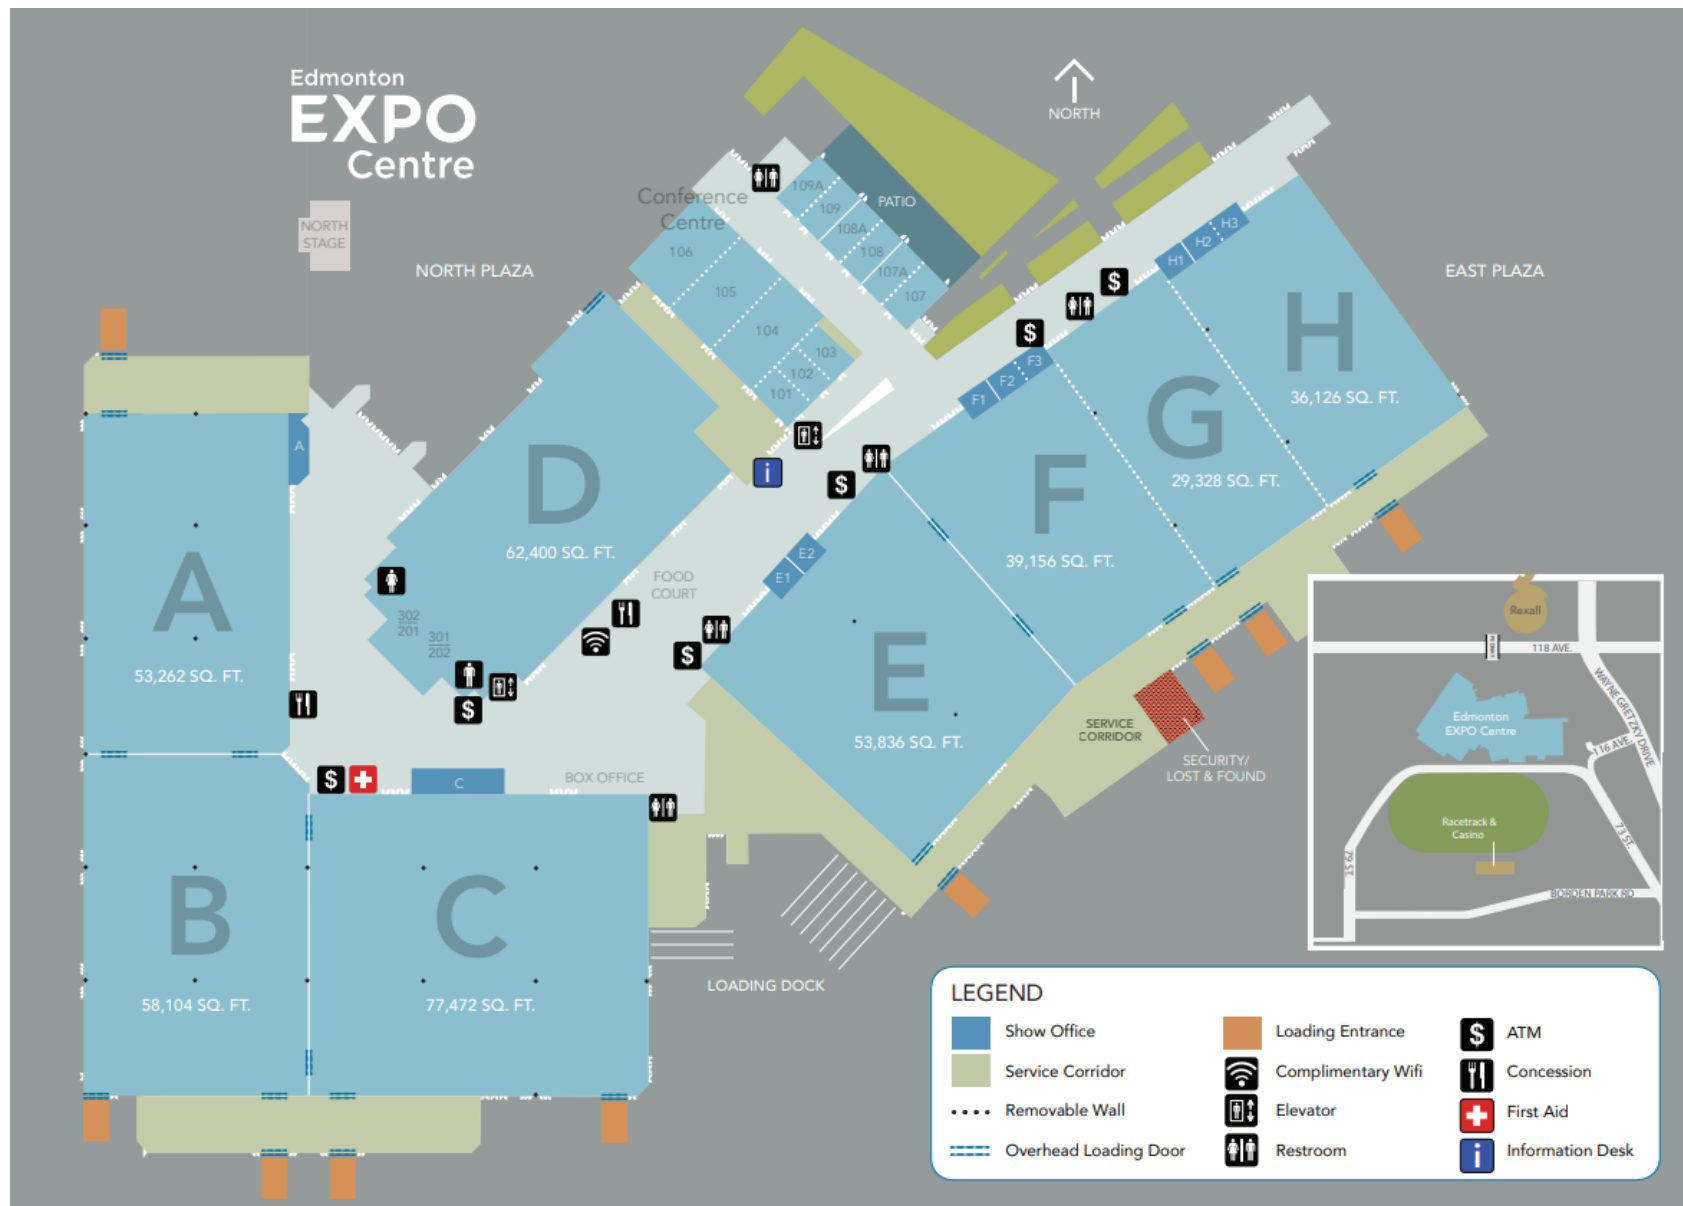 Edmonton
EXPO
Centre
NORTH
STAGE
NORTH PLAZA
Conference
Centre
NORTH
PATIO
EAST PLAZA
109A
109
108A
108
107A
107
106
105
104
103
102
101
H3
H2
H1
F3
F2
F1
H
36,126 SQ. FT.
G
29,328 SQ. FT.
F
39,156 SQ. FT.
D
62,400 SQ. FT.
A
A
53,262 SQ. FT.
302
201
301
202
FOOD
COURT
E2
E1
E
53,836 SQ. FT.
SERVICE
CORRIDOR
SECURITY/
LOST & FOUND
BOX OFFICE
C
B
58,104 SQ. FT.
C
77,472 SQ. FT.
LOADING DOCK
Rexall
118 AVE.
WAYNE GRETZKY DRIVE
Edmonton
EXPO Centre
116 AVE.
Racetrack &
Casino
73 ST.
79 ST.
BORDEN PARK RD
LEGEND
Show Office
Service Corridor
Removable Wall
Overhead Loading Door
Loading Entrance
Complimentary Wifi
Elevator
Restroom
$ ATM
Concession
First Aid
i Information Desk